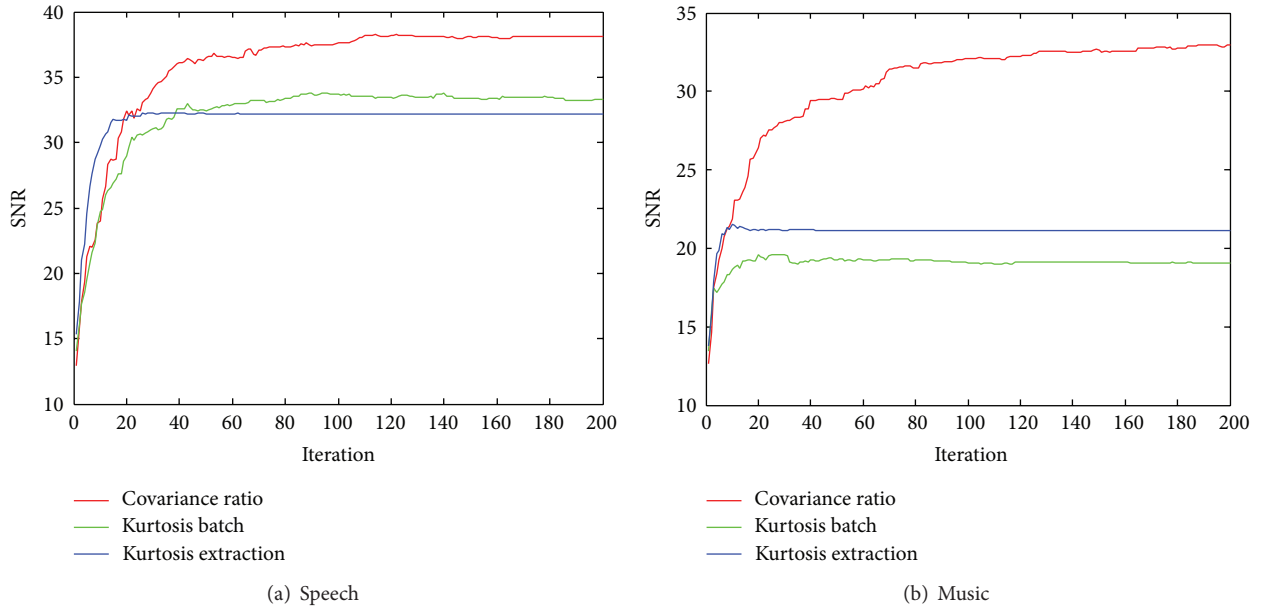 40
35
30
25
20
15
10
SNR
0 20 40 60 80 100 120 140 160 180 200
Iteration
Covariance ratio
Kurtosis batch
Kurtosis extraction
(a) Speech
35
30
25
20
15
10
SNR
0 20 40 60 80 100 120 140 160 180 200
Iteration
Covariance ratio
Kurtosis batch
Kurtosis extraction
(b) Music